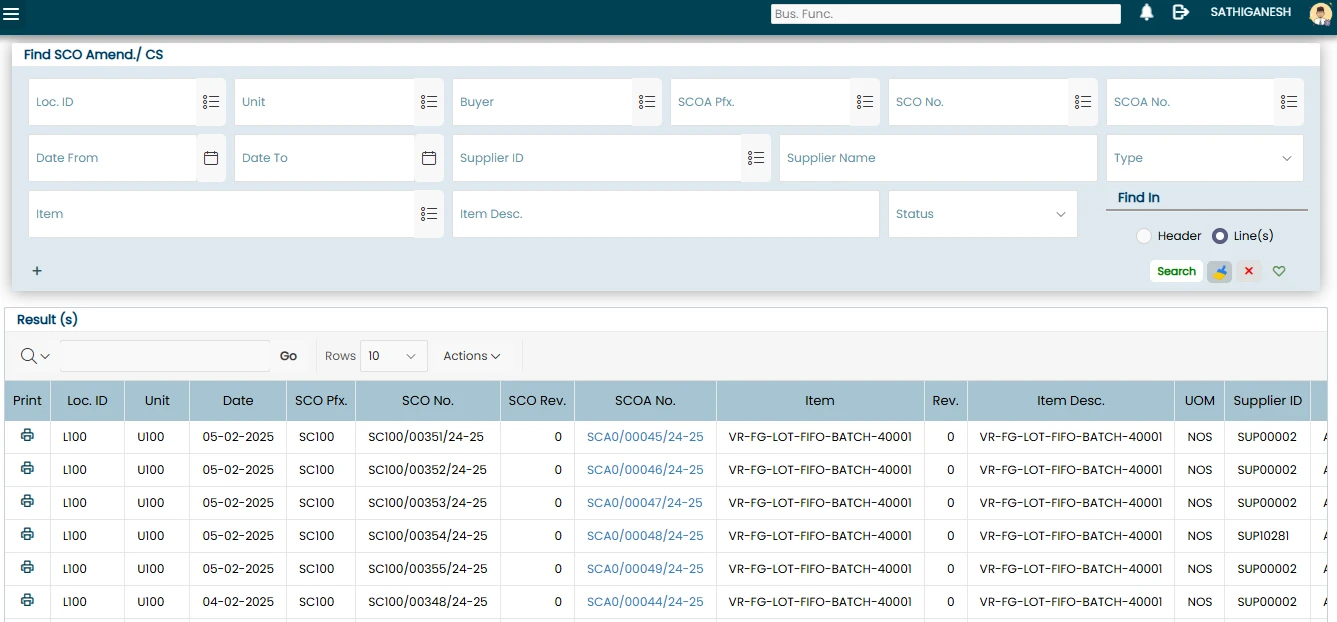 Bus. Func. SATHIGANESH
Find SCO Amend./ CS
Loc. ID Unit Buyer SCOA Pfx. SCO No. SCOA No.
Date From Date To Supplier ID Supplier Name Type
Item Item Desc. Status Find In
Header Line(s)
+ Search
Result (s)
Go Rows 10 Actions
Print Loc. ID Unit Date SCO Pfx. SCO No. SCO Rev. SCOA No. Item Rev. Item Desc. UOM Supplier ID
L100 U100 05-02-2025 SC100 SC100/00351/24-25 0 SCA0/00045/24-25 VR-FG-LOT-FIFO-BATCH-40001 0 VR-FG-LOT-FIFO-BATCH-40001 NOS SUP00002
L100 U100 05-02-2025 SC100 SC100/00352/24-25 0 SCA0/00046/24-25 VR-FG-LOT-FIFO-BATCH-40001 0 VR-FG-LOT-FIFO-BATCH-40001 NOS SUP00002
L100 U100 05-02-2025 SC100 SC100/00353/24-25 0 SCA0/00047/24-25 VR-FG-LOT-FIFO-BATCH-40001 0 VR-FG-LOT-FIFO-BATCH-40001 NOS SUP00002
L100 U100 05-02-2025 SC100 SC100/00354/24-25 0 SCA0/00048/24-25 VR-FG-LOT-FIFO-BATCH-40001 0 VR-FG-LOT-FIFO-BATCH-40001 NOS SUP10281
L100 U100 05-02-2025 SC100 SC100/00355/24-25 0 SCA0/00049/24-25 VR-FG-LOT-FIFO-BATCH-40001 0 VR-FG-LOT-FIFO-BATCH-40001 NOS SUP00002
L100 U100 04-02-2025 SC100 SC100/00348/24-25 0 SCA0/00044/24-25 VR-FG-LOT-FIFO-BATCH-40001 0 VR-FG-LOT-FIFO-BATCH-40001 NOS SUP00002